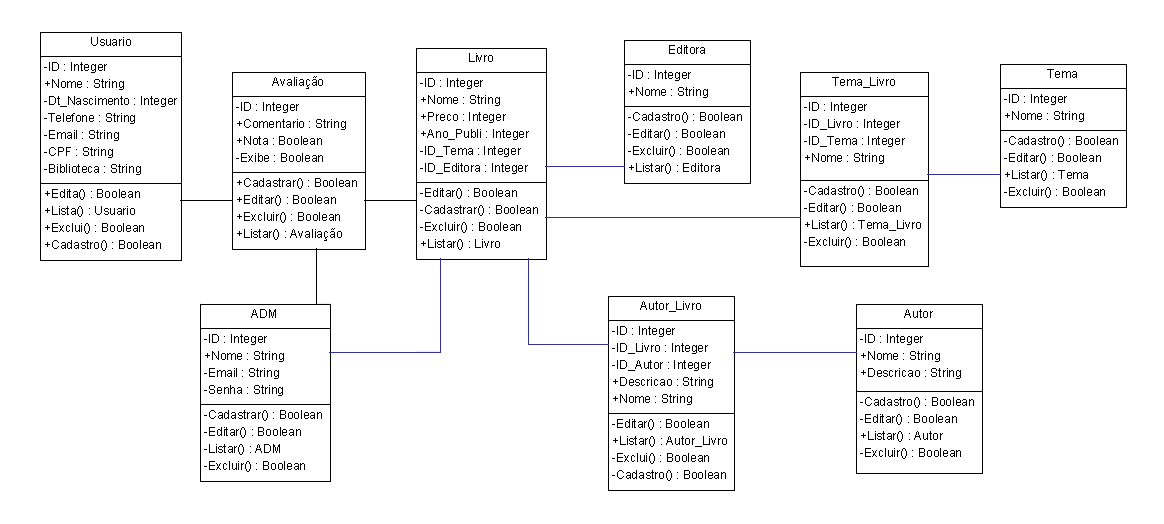 Usuario
-ID : Integer
+Nome : String
-Dt_Nascimento : Integer
-Telefone : String
-Email : String
-CPF : String
-Biblioteca : String
+Edita() : Boolean
+Lista() : Usuario
+Exclui() : Boolean
+Cadastro() : Boolean
Avaliação
-ID : Integer
+Comentario : String
+Nota : Boolean
-Exibe : Boolean
+Cadastrar() : Boolean
+Editar() : Boolean
+Excluir() : Boolean
+Listar() : Avaliação
Livro
-ID : Integer
+Nome : String
+Preco : Integer
+Ano_Publi : Integer
-ID_Tema : Integer
-ID_Editora : Integer
-Editar() : Boolean
-Cadastrar() : Boolean
-Excluir() : Boolean
+Listar() : Livro
Editora
-ID : Integer
+Nome : String
-Cadastro() : Boolean
-Editar() : Boolean
-Excluir() : Boolean
+Listar() : Editora
Tema_Livro
-ID : Integer
-ID_Livro : Integer
-ID_Tema : Integer
+Nome : String
-Cadastro() : Boolean
-Editar() : Boolean
+Listar() : Tema_Livro
-Excluir() : Boolean
Tema
-ID : Integer
+Nome : String
-Cadastro() : Boolean
-Editar() : Boolean
+Listar() : Tema
-Excluir() : Boolean
ADM
-ID : Integer
+Nome : String
-Email : String
-Senha : String
-Cadastrar() : Boolean
-Editar() : Boolean
-Listar() : ADM
-Excluir() : Boolean
Autor_Livro
-ID : Integer
-ID_Livro : Integer
-ID_Autor : Integer
+Descricao : String
+Nome : String
-Editar() : Boolean
+Listar() : Autor_Livro
-Exclui() : Boolean
-Cadastro() : Boolean
Autor
-ID : Integer
+Nome : String
+Descricao : String
-Cadastro() : Boolean
-Editar() : Boolean
+Listar() : Autor
-Excluir() : Boolean